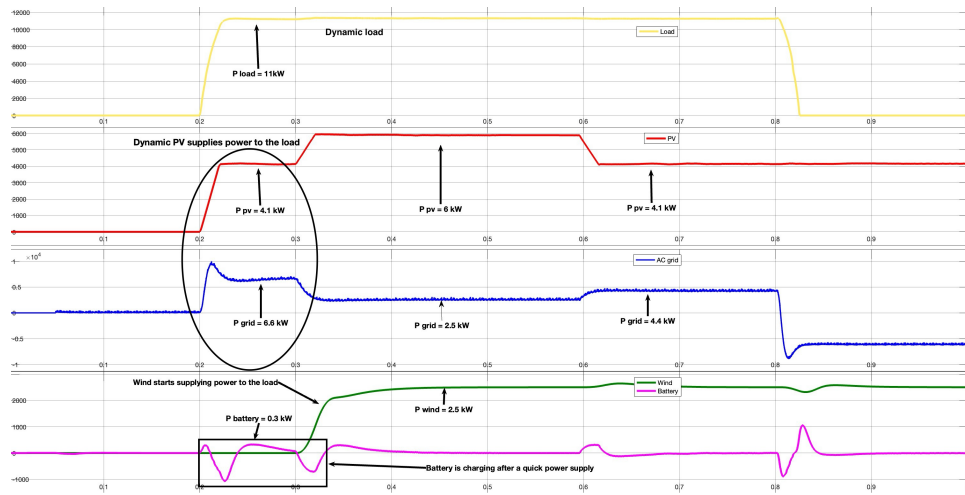 12000
Dynamic load
10000
Load
8000
P load = 11kW
6000
4000
2000
0
0.1 0.2 0.3 0.4 0.5 0.6 0.7 0.8 0.9
6000
Dynamic PV supplies power to the load
PV
5000
4000
3000
P pv = 4.1 kW
P pv = 6 kW
P pv = 4.1 kW
2000
1000
0
0.1 0.2 0.3 0.4 0.5 0.6 0.7 0.8 0.9
×10⁴
1
AC grid
0.5
0
P grid = 6.6 kW
P grid = 2.5 kW
P grid = 4.4 kW
-0.5
-1
0.1 0.2 0.3 0.4 0.5 0.6 0.7 0.8 0.9
Wind starts supplying power to the load
Wind
Battery
2000
P battery = 0.3 kW
P wind = 2.5 kW
1000
0
Battery is charging after a quick power supply
-1000
0.1 0.2 0.3 0.4 0.5 0.6 0.7 0.8 0.9